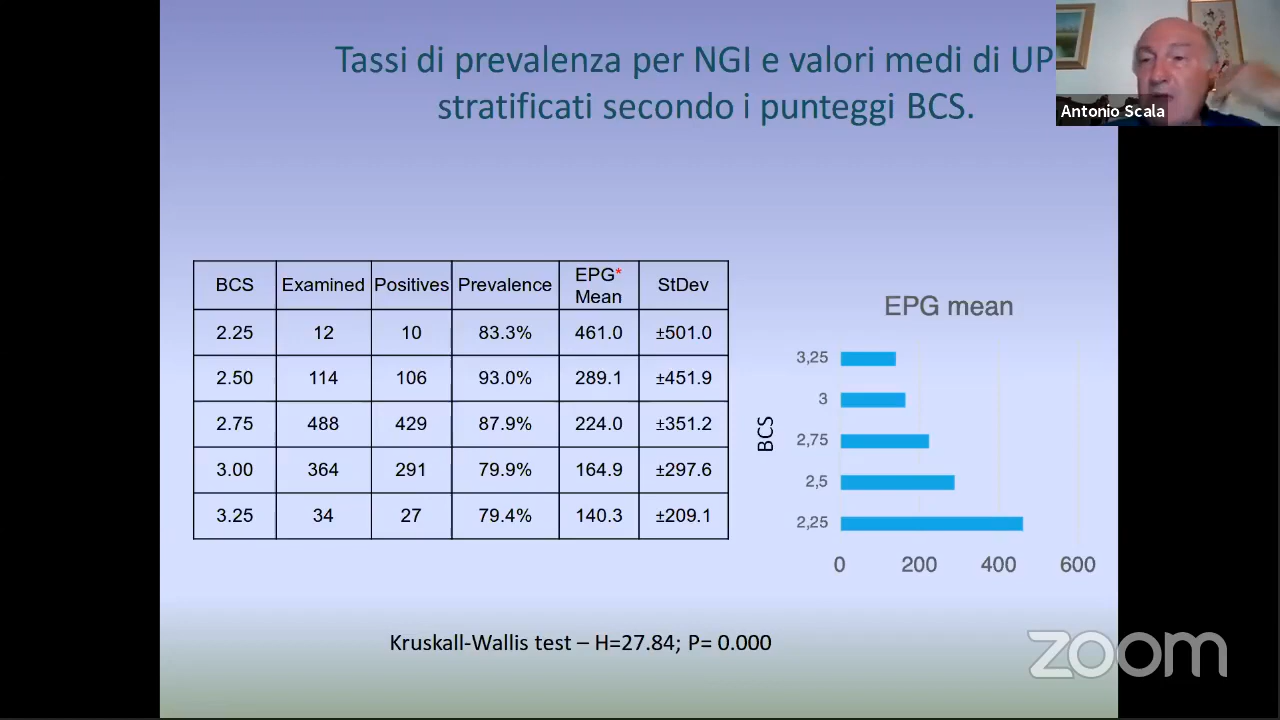 Tassi di prevalenza per NGI e valori medi di UP
stratificati secondo i punteggi BCS.
Antonio Scala
BCS Examined Positives Prevalence EPG* Mean StDev
2.25 12 10 83.3% 461.0 ±501.0
2.50 114 106 93.0% 289.1 ±451.9
2.75 488 429 87.9% 224.0 ±351.2
3.00 364 291 79.9% 164.9 ±297.6
3.25 34 27 79.4% 140.3 ±209.1
EPG mean
BCS
3,25
3
2,75
2,5
2,25
0 200 400 600
Kruskall-Wallis test – H=27.84; P= 0.000
zoom